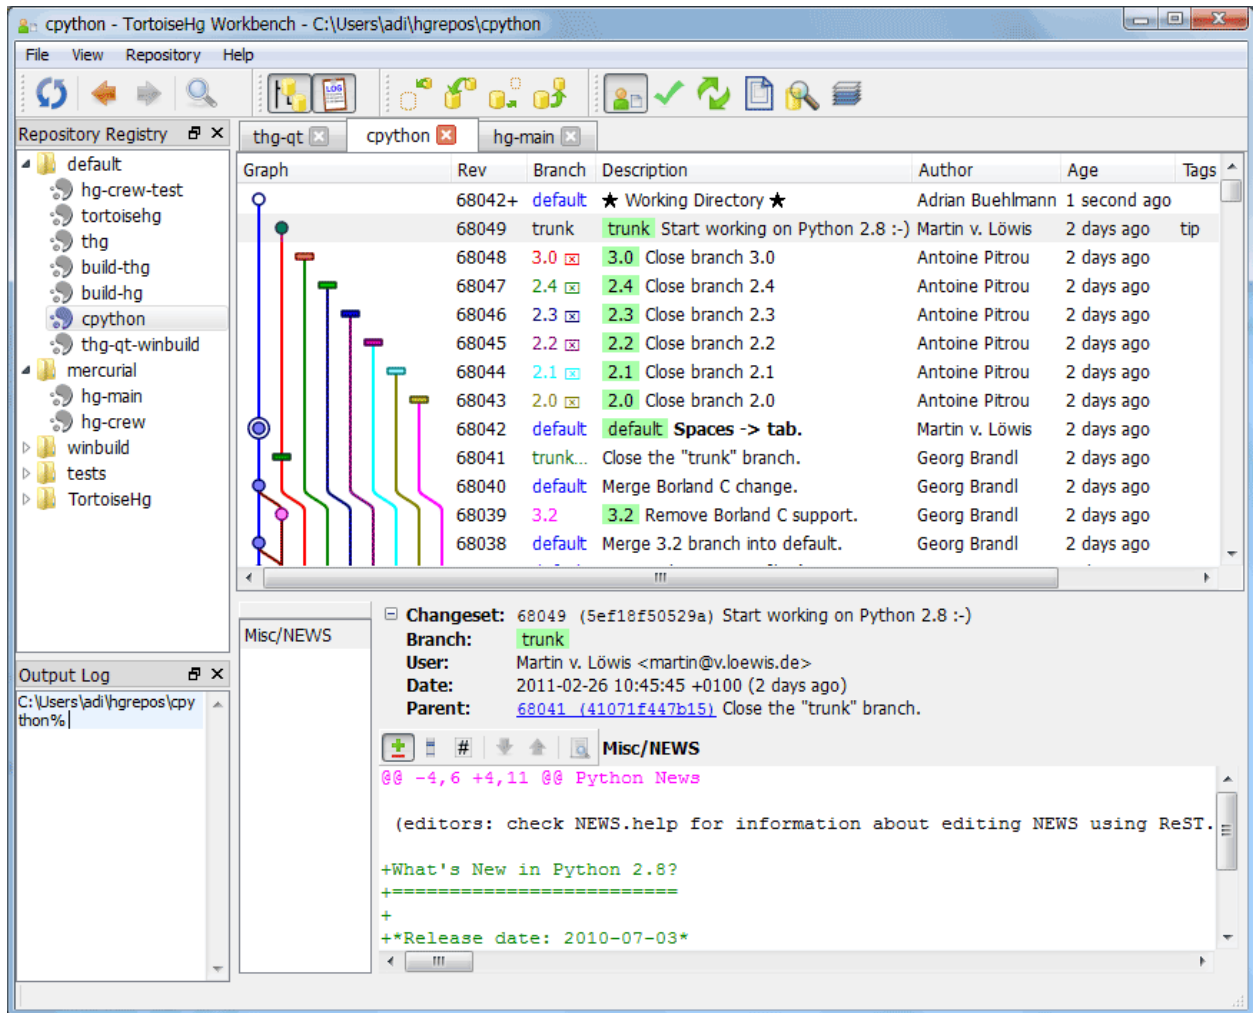 cpython - TortoiseHg Workbench - C:\Users\adi\hgrepos\cpython
File View Repository Help
LOG
Repository Registry
default
hg-crew-test
tortoisehg
thg
build-thg
build-hg
cpython
thg-qt-winbuild
mercurial
hg-main
hg-crew
winbuild
tests
TortoiseHg
Output Log
C:\Users\adi\hgrepos\cpy
thon%
thg-qt cpython hg-main
Graph Rev Branch Description Author Age Tags
68042+ default ★ Working Directory ★ Adrian Buehlmann 1 second ago
68049 trunk trunk Start working on Python 2.8 :-) Martin v. Löwis 2 days ago tip
68048 3.0 3.0 Close branch 3.0 Antoine Pitrou 2 days ago
68047 2.4 2.4 Close branch 2.4 Antoine Pitrou 2 days ago
68046 2.3 2.3 Close branch 2.3 Antoine Pitrou 2 days ago
68045 2.2 2.2 Close branch 2.2 Antoine Pitrou 2 days ago
68044 2.1 2.1 Close branch 2.1 Antoine Pitrou 2 days ago
68043 2.0 2.0 Close branch 2.0 Antoine Pitrou 2 days ago
68042 default default Spaces -> tab. Martin v. Löwis 2 days ago
68041 trunk... Close the "trunk" branch. Georg Brandl 2 days ago
68040 default Merge Borland C change. Georg Brandl 2 days ago
68039 3.2 3.2 Remove Borland C support. Georg Brandl 2 days ago
68038 default Merge 3.2 branch into default. Georg Brandl 2 days ago
Misc/NEWS
Changeset: 68049 (5ef18f50529a) Start working on Python 2.8 :-)
Branch: trunk
User: Martin v. Löwis <martin@v.loewis.de>
Date: 2011-02-26 10:45:45 +0100 (2 days ago)
Parent: 68041 (41071f447b15) Close the "trunk" branch.
# Misc/NEWS
@@ -4,6 +4,11 @@ Python News
(editors: check NEWS.help for information about editing NEWS using ReST.
+What's New in Python 2.8?
+=========================
+
+*Release date: 2010-07-03*